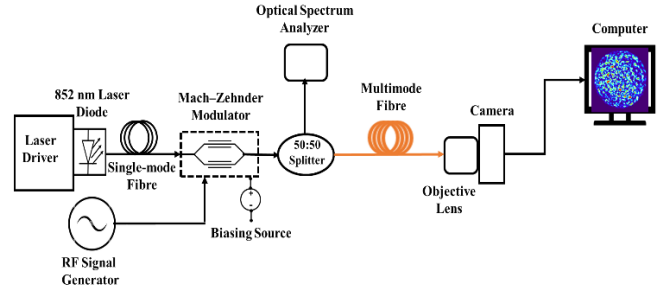 Optical Spectrum
Analyzer
Computer
852 nm Laser
Diode
Mach–Zehnder
Modulator
Multimode
Fibre
Camera
Laser
Driver
Single-mode
Fibre
50:50
Splitter
Objective
Lens
Biasing Source
RF Signal
Generator